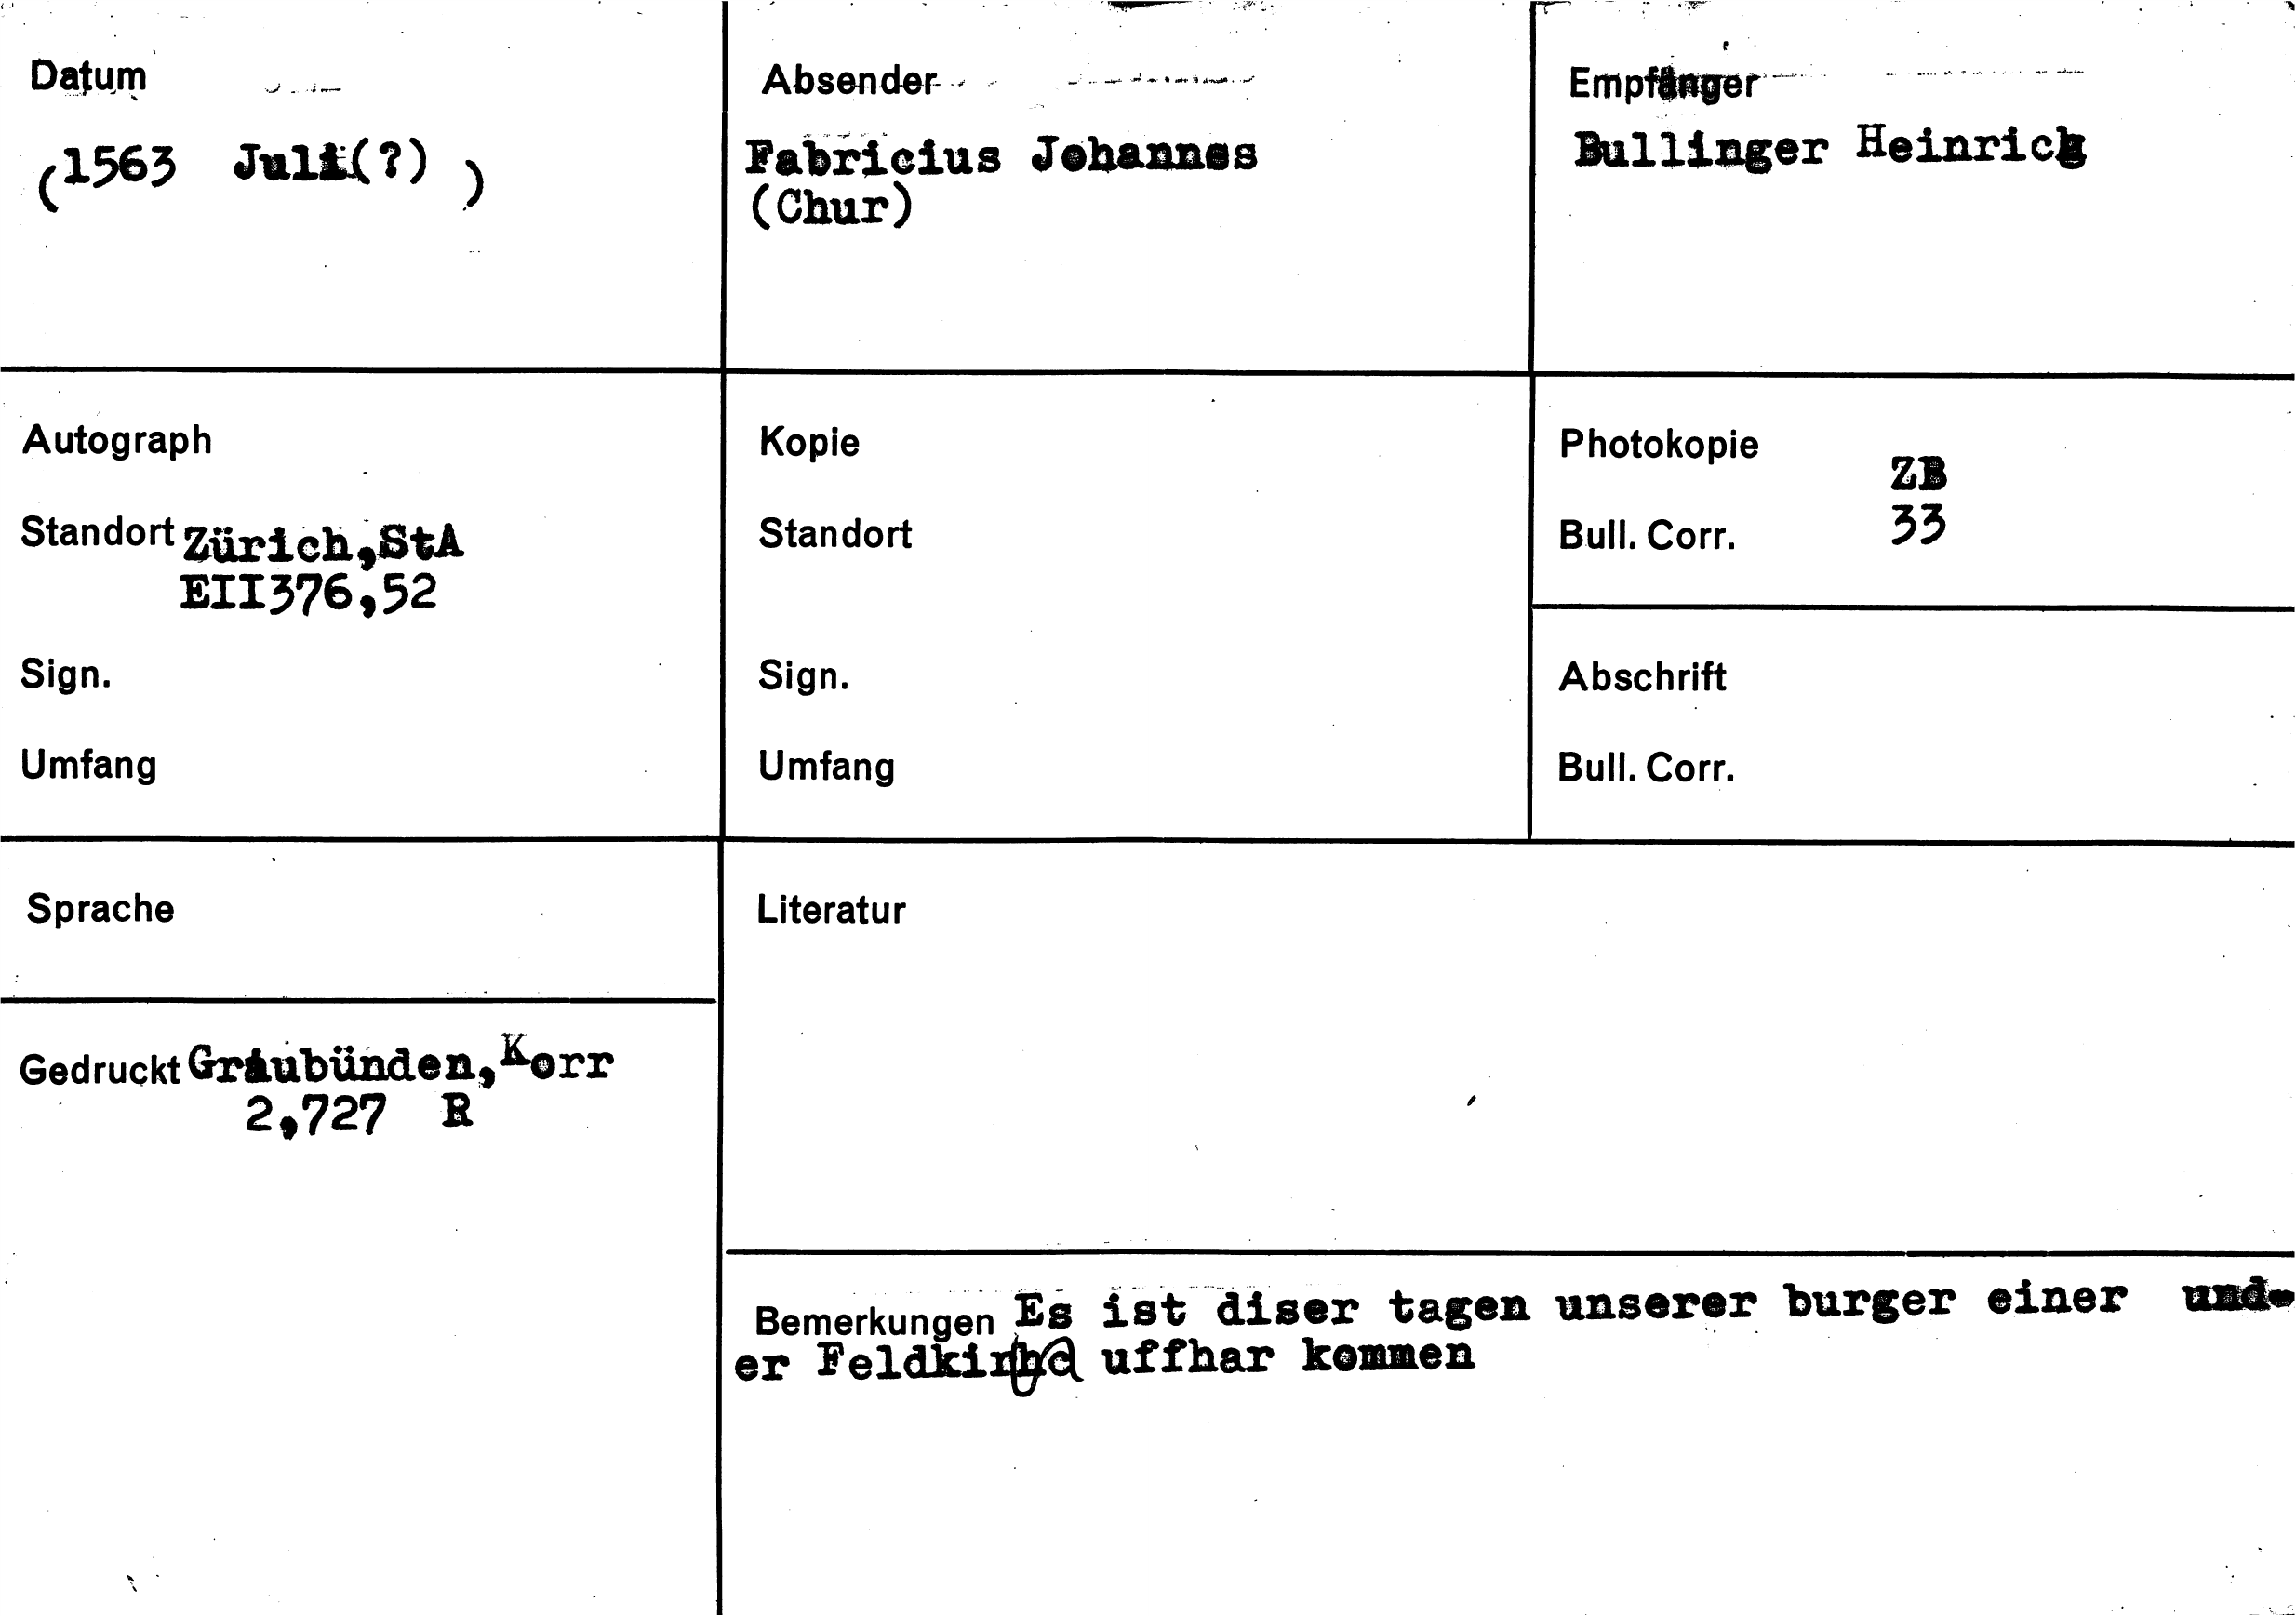 Datum
(1563 Juli(?) )
Absender
Fabricius Johannes
(Chur)
Empfänger
Bullinger Heinrich
Autograph
Standort Zürich,StA
EII376,52
Sign.
Umfang
Kopie
Standort
Sign.
Umfang
Photokopie ZB
Bull. Corr. 33
Abschrift
Bull. Corr.
Sprache
Gedruckt Graubünden,Korr
2,727 R
Literatur
Bemerkungen Es ist diser tagen unserer burger einer und-
er uffhar kommen